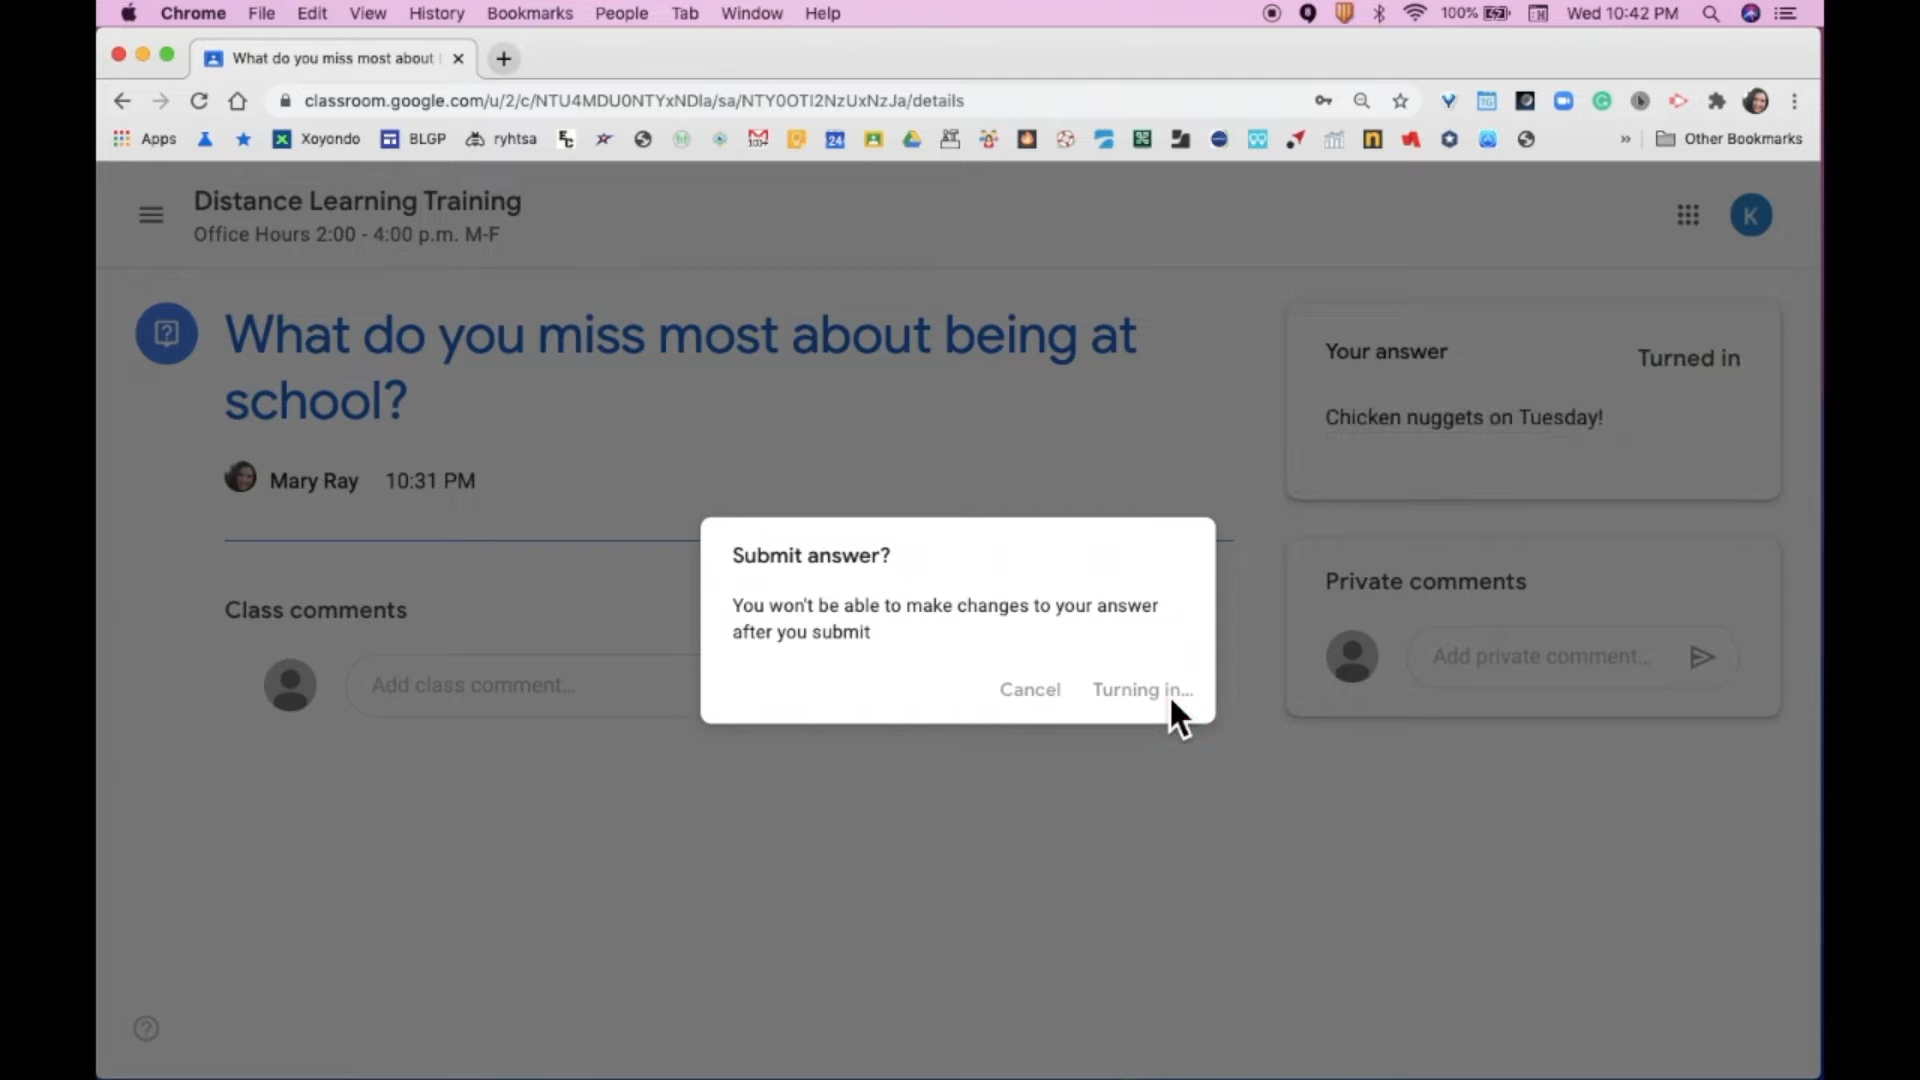 Chrome File Edit View History Bookmarks People Tab Window Help 100% Wed 10:42 PM
What do you miss most about
classroom.google.com/u/2/c/NTU4MDU0NTYxNDIa/sa/NTY0OTI2NzUxNzJa/details
Apps Xoyondo BLGP ryhtsa 24 Other Bookmarks
Distance Learning Training
Office Hours 2:00 - 4:00 p.m. M-F
K
What do you miss most about being at
school?
Mary Ray 10:31 PM
Your answer Turned in
Chicken nuggets on Tuesday!
Submit answer?
You won't be able to make changes to your answer
after you submit
Cancel Turning in...
Class comments
Add class comment...
Private comments
Add private comment...